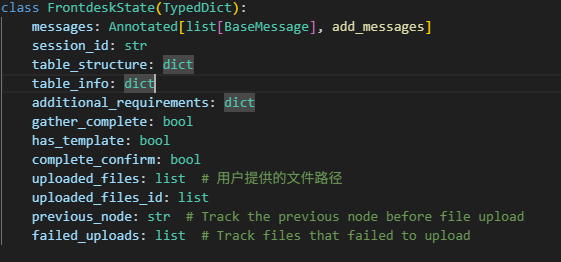 class FrontdeskState(TypedDict):
    messages: Annotated[list[BaseMessage], add_messages]
    session_id: str
    table_structure: dict
    table_info: dict
    additional_requirements: dict
    gather_complete: bool
    has_template: bool
    complete_confirm: bool
    uploaded_files: list  # 用户提供的文件路径
    uploaded_files_id: list
    previous_node: str  # Track the previous node before file upload
    failed_uploads: list  # Track files that failed to upload